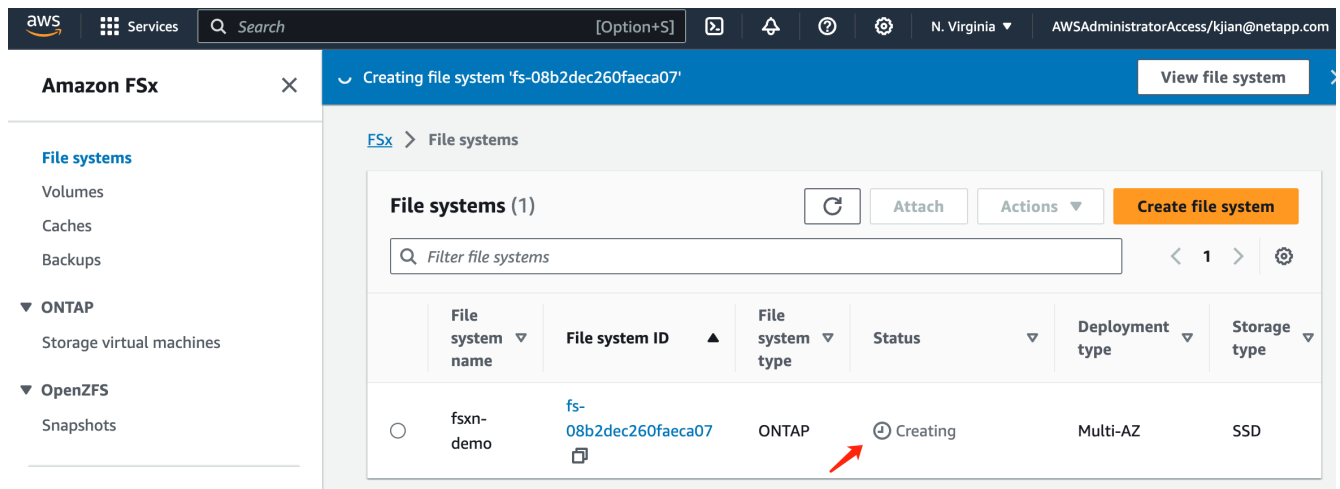 aws
Services
Search
[Option+S]
N. Virginia
AWSAdministratorAccess/kjian@netapp.com
Amazon FSx
Creating file system 'fs-08b2dec260faeca07'
View file system
File systems
Volumes
Caches
Backups
ONTAP
Storage virtual machines
OpenZFS
Snapshots
FSx
File systems
File systems (1)
Attach
Actions
Create file system
Filter file systems
1
File
system
name
File system ID
File
system
type
Status
Deployment
type
Storage
type
fsxn-
demo
fs-
08b2dec260faeca07
ONTAP
Creating
Multi-AZ
SSD